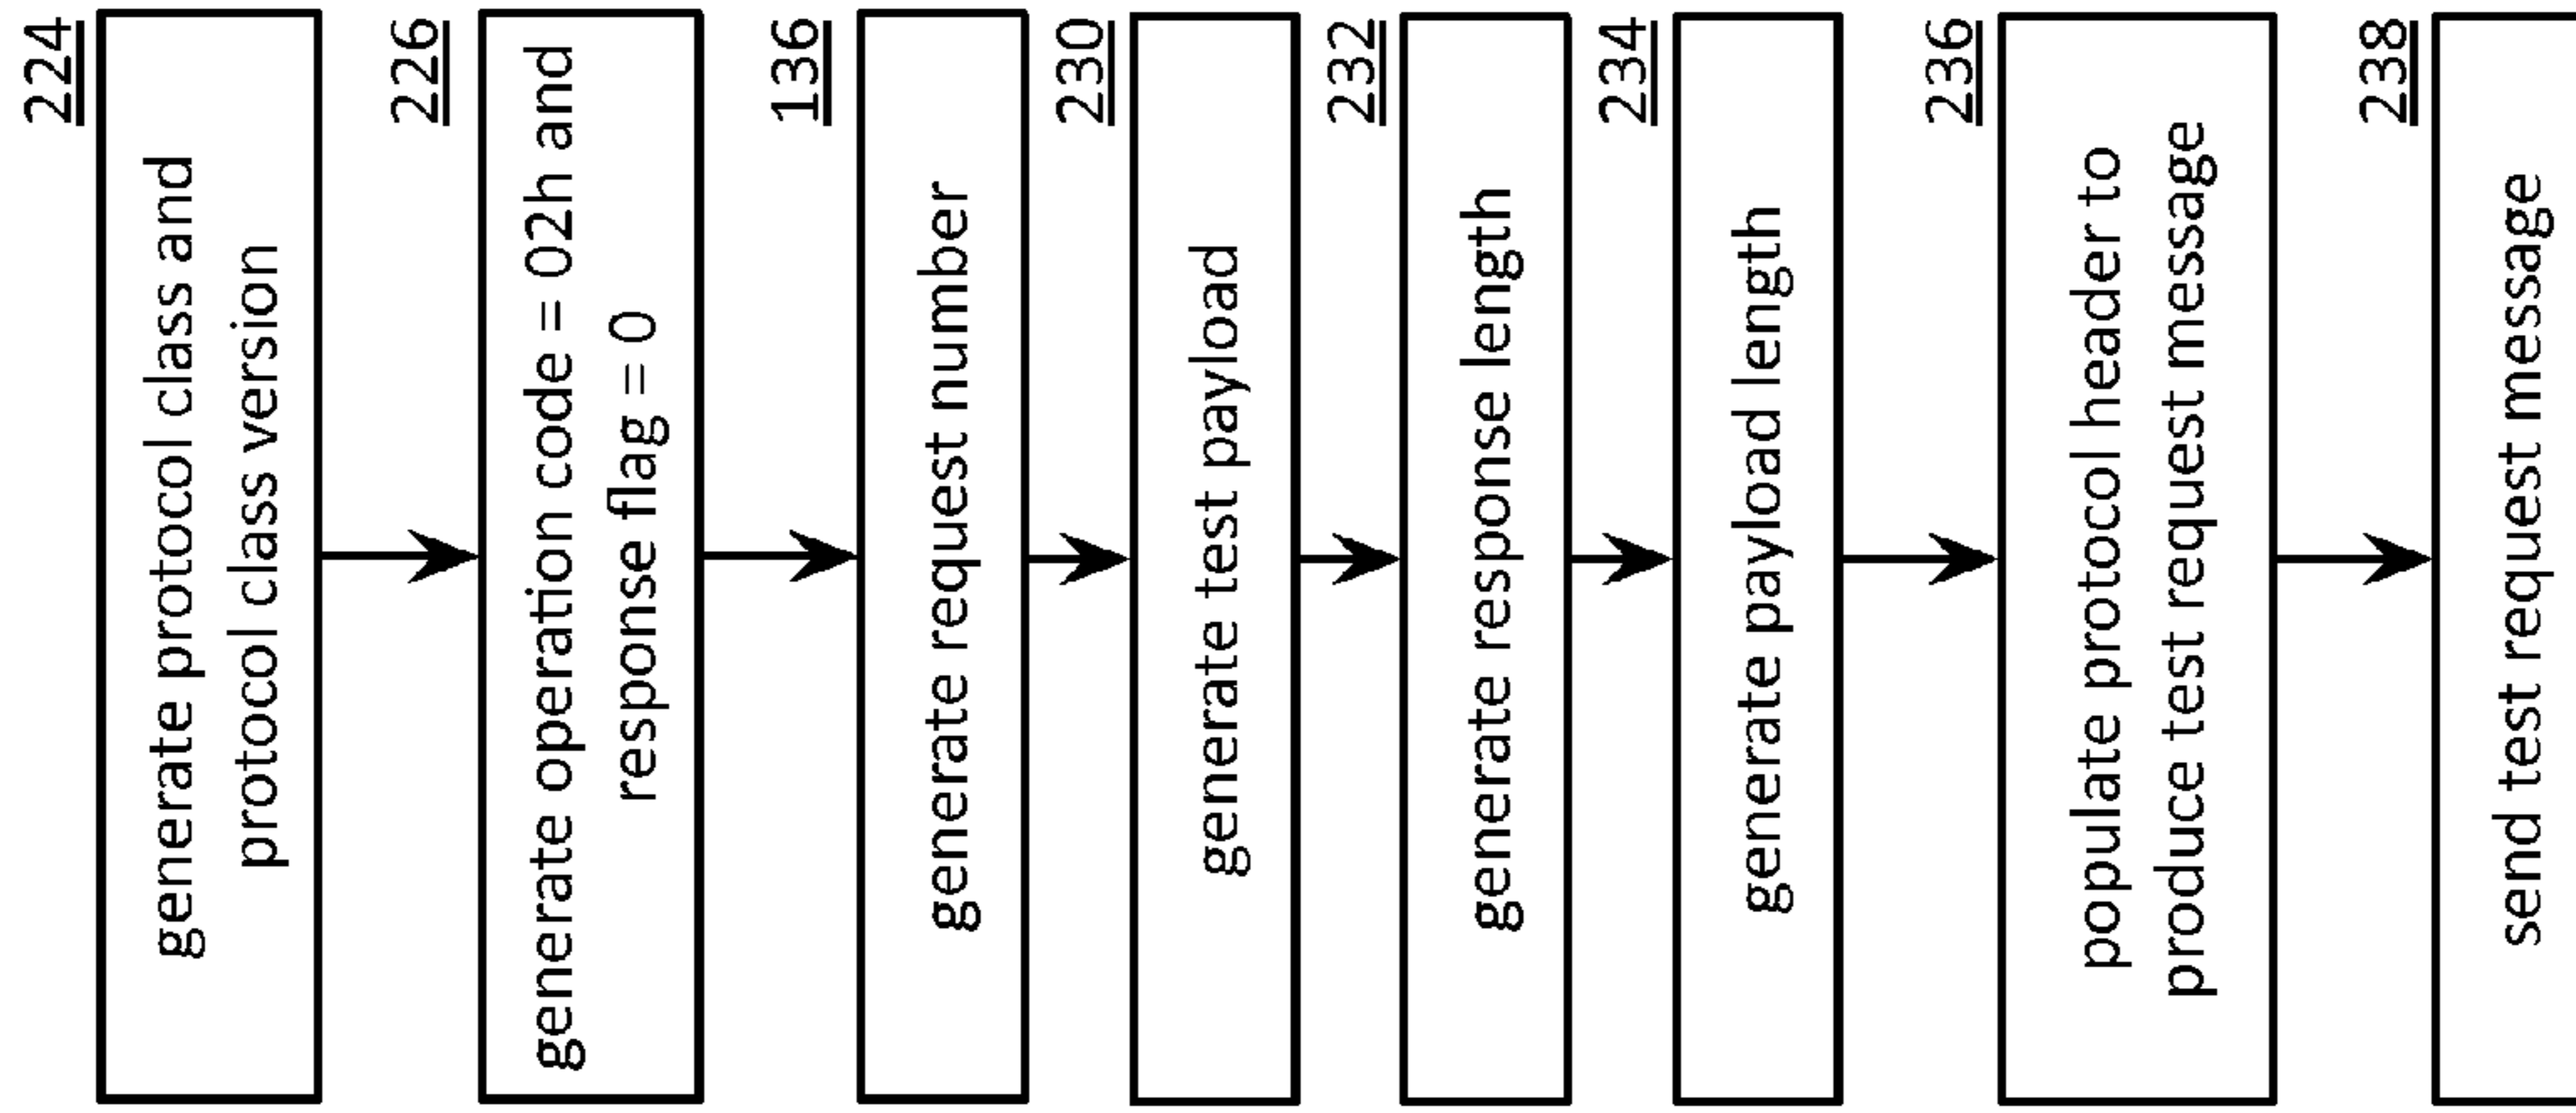 224
generate protocol class and
protocol class version
226
generate operation code = 02h and
response flag = 0
136
generate request number
230
generate test payload
232
generate response length
234
generate payload length
236
populate protocol header to
produce test request message
238
send test request message